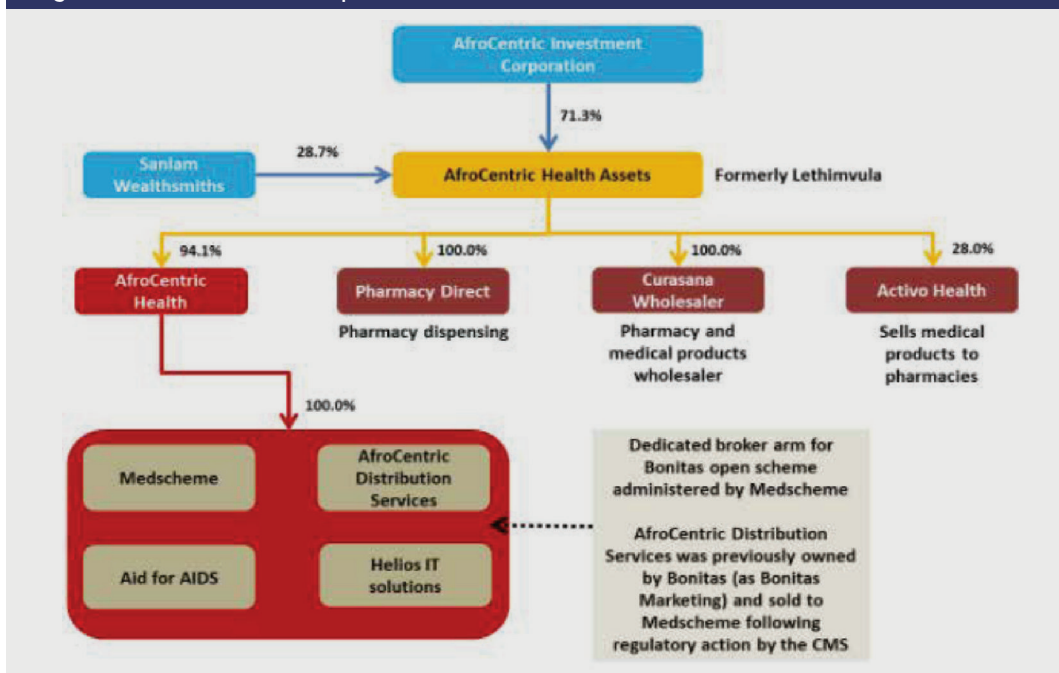 AfroCentric Investment
Corporation
71.3%
28.7%
Sanlam
Wealthsmiths
AfroCentric Health Assets
Formerly Lethimvula
94.1%
100.0%
100.0%
28.0%
AfroCentric
Health
Pharmacy Direct
Curasana
Wholesaler
Activo Health
Pharmacy dispensing
Pharmacy and
medical products
wholesaler
Sells medical
products to
pharmacies
100.0%
Medscheme
AfroCentric
Distribution
Services
Aid for AIDS
Helios IT
solutions
Dedicated broker arm for
Bonitas open scheme
administered by Medscheme
AfroCentric Distribution
Services was previously owned
by Bonitas (as Bonitas
Marketing) and sold to
Medscheme following
regulatory action by the CMS